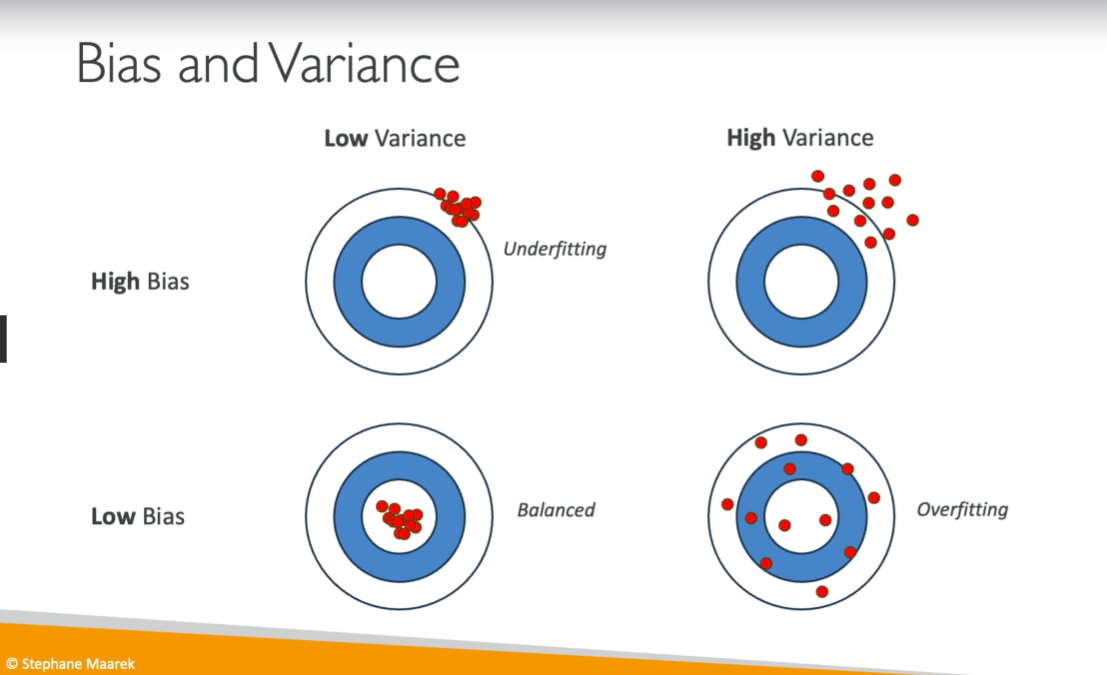 Bias and Variance
Low Variance
High Variance
High Bias
Underfitting
Low Bias
Balanced
Overfitting
© Stephane Maarek